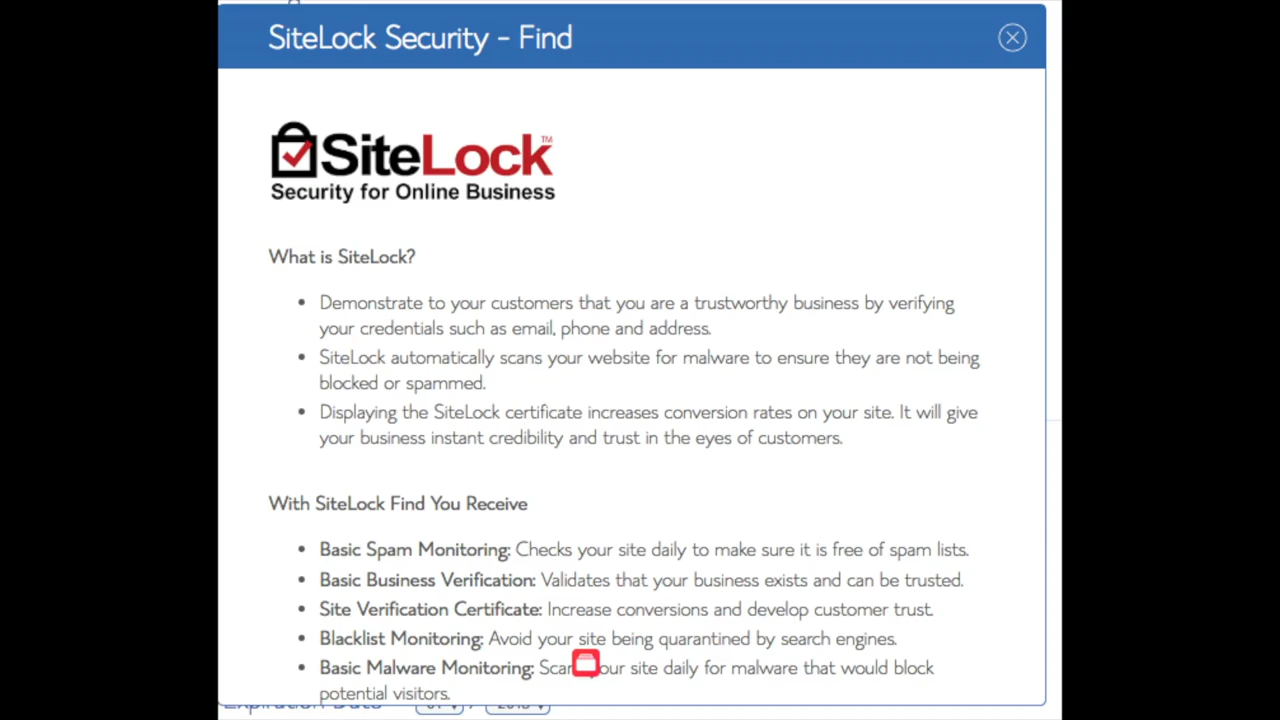 SiteLock Security - Find
SiteLock™
Security for Online Business
What is SiteLock?
• Demonstrate to your customers that you are a trustworthy business by verifying
your credentials such as email, phone and address.
• SiteLock automatically scans your website for malware to ensure they are not being
blocked or spammed.
• Displaying the SiteLock certificate increases conversion rates on your site. It will give
your business instant credibility and trust in the eyes of customers.
With SiteLock Find You Receive
• Basic Spam Monitoring: Checks your site daily to make sure it is free of spam lists.
• Basic Business Verification: Validates that your business exists and can be trusted.
• Site Verification Certificate: Increase conversions and develop customer trust.
• Blacklist Monitoring: Avoid your site being quarantined by search engines.
• Basic Malware Monitoring: Scans your site daily for malware that would block
potential visitors.
Expiration Date